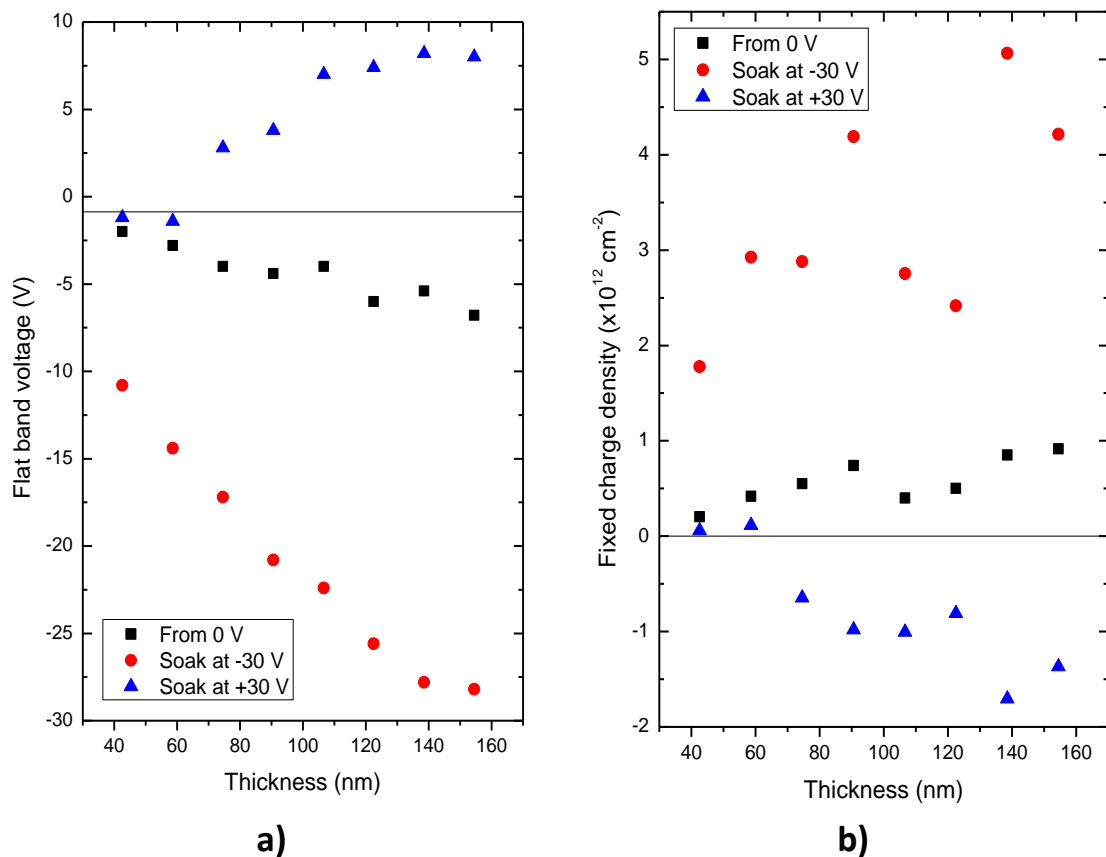 10
5
0
-5
-10
-15
-20
-25
-30
Flat band voltage (V)
From 0 V
Soak at -30 V
Soak at +30 V
40 60 80 100 120 140 160
Thickness (nm)
a)
From 0 V
Soak at -30 V
Soak at +30 V
5
4
3
2
1
0
-1
-2
Fixed charge density (x10¹² cm⁻²)
40 60 80 100 120 140 160
Thickness (nm)
b)